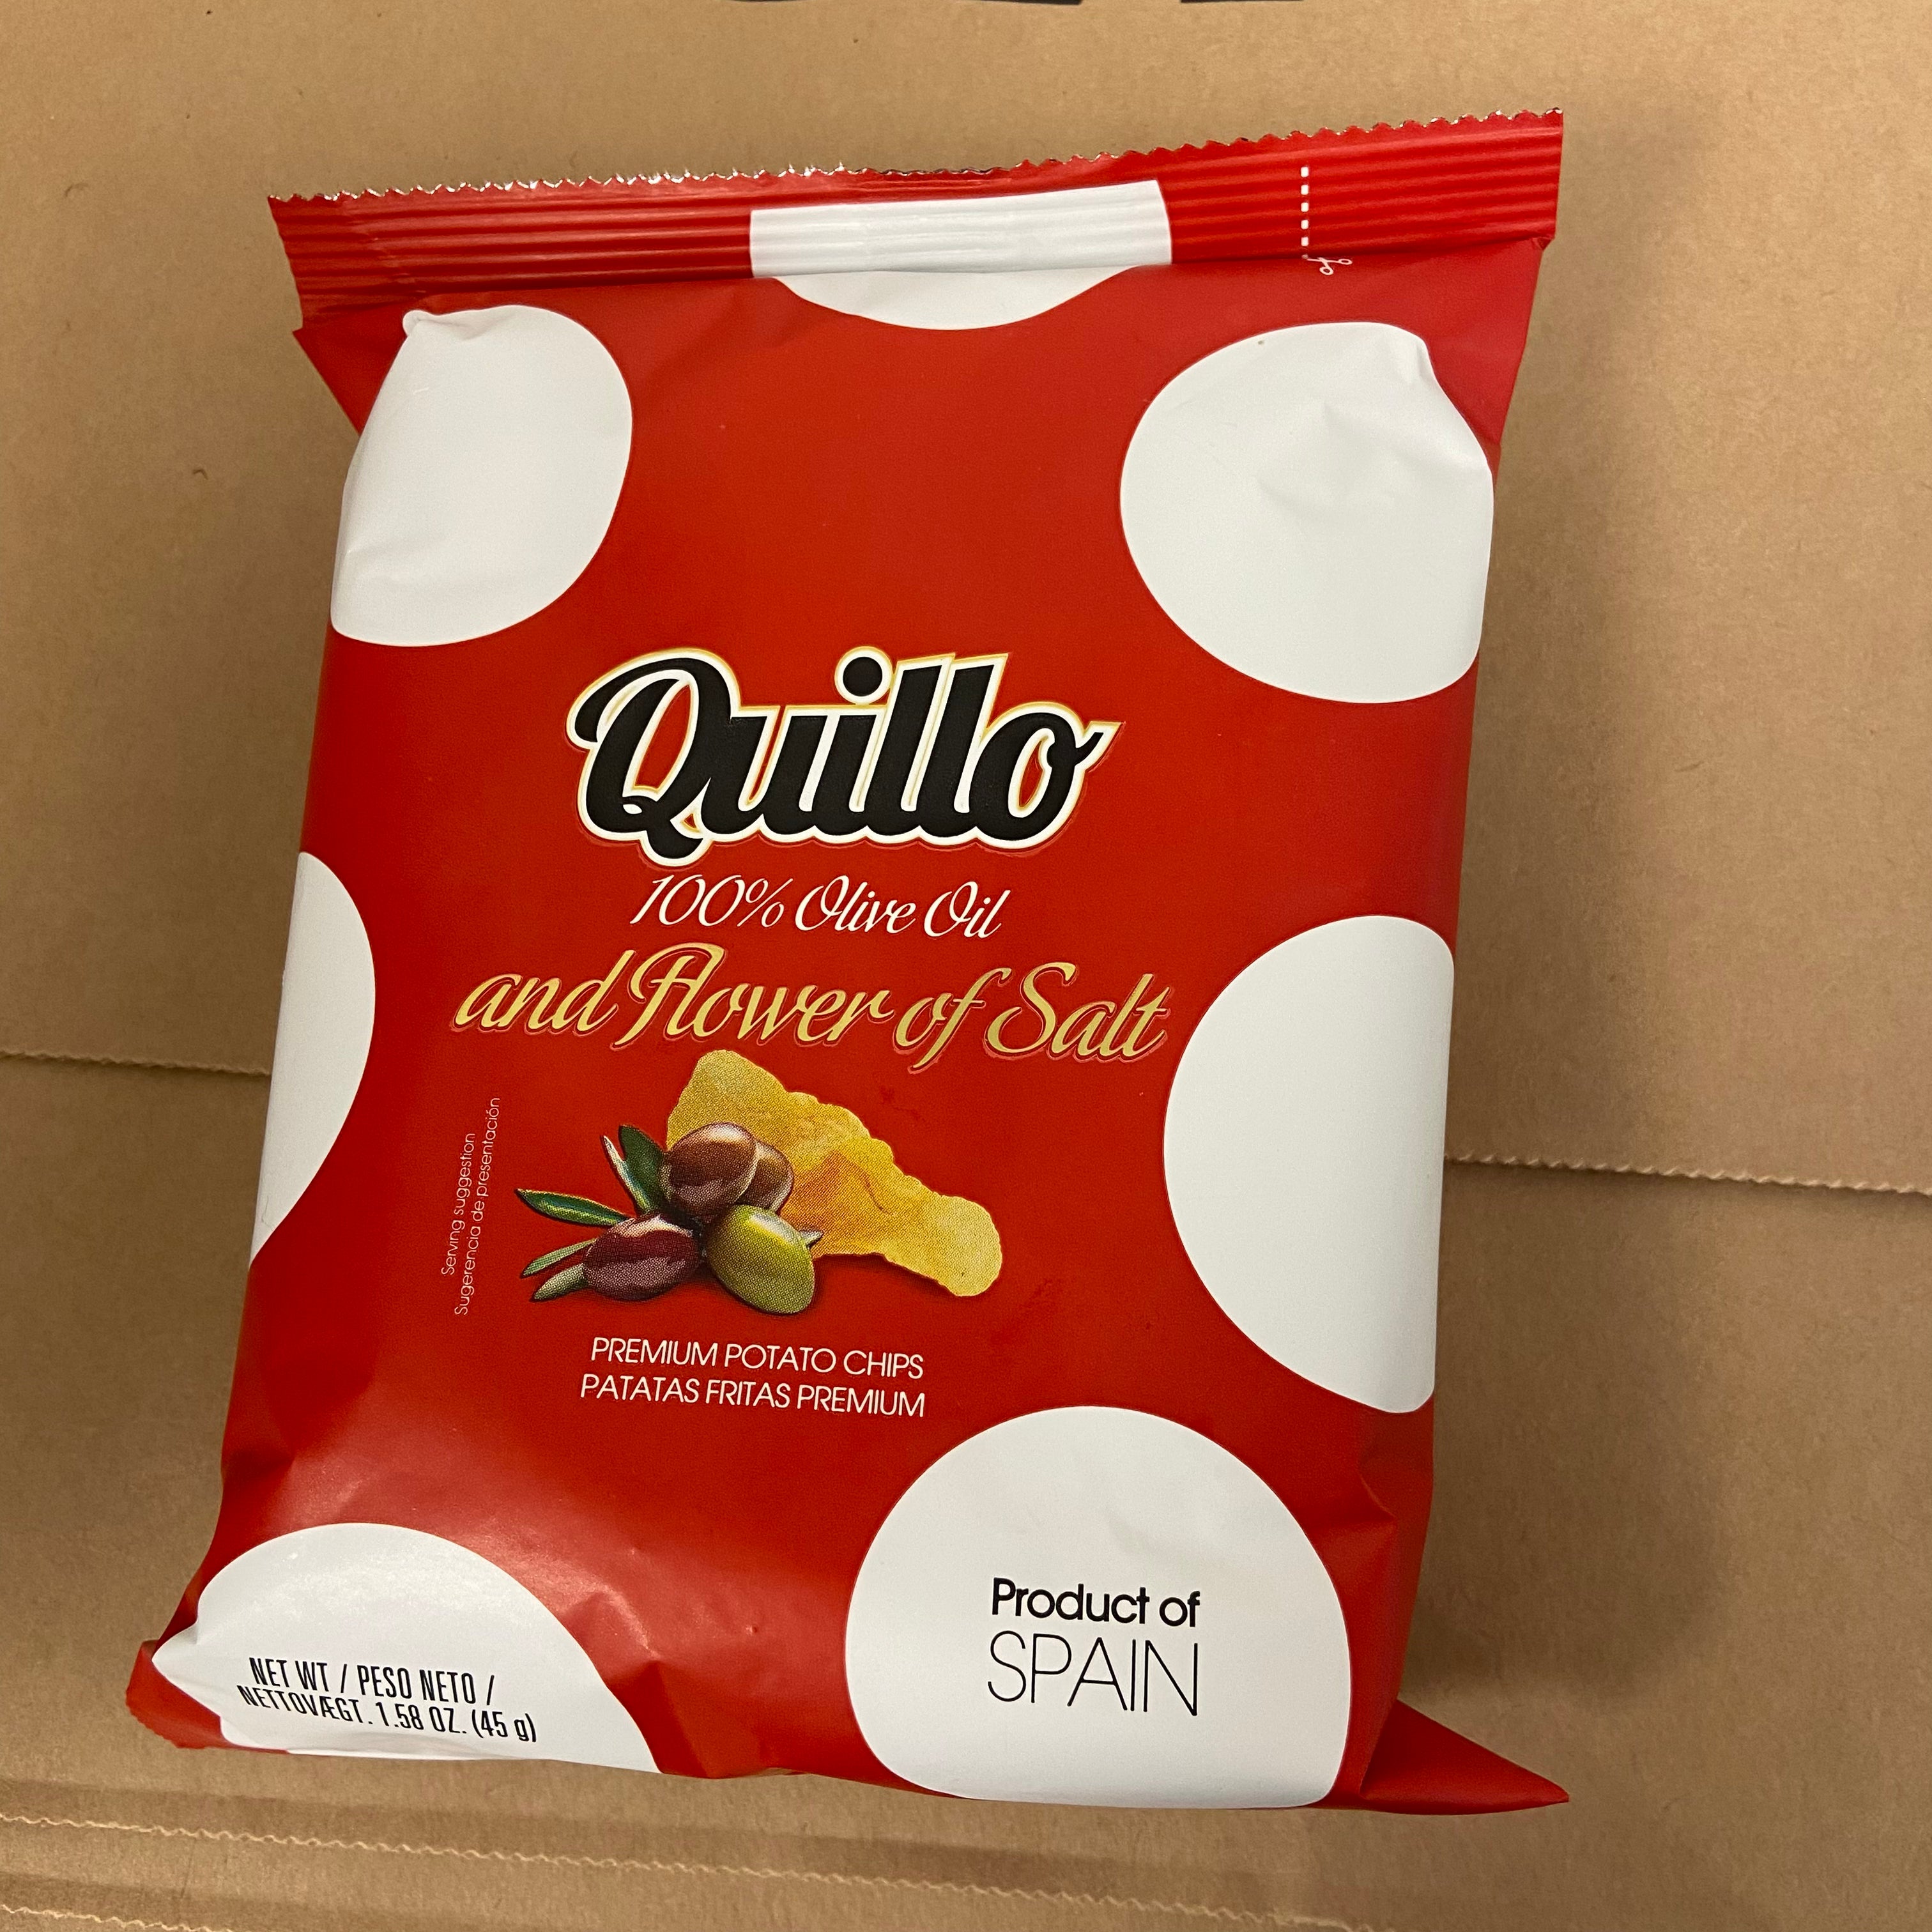 Quillo
100% Olive Oil
and Flower of Salt
Serving suggestion
Sugerencia de presentación
PREMIUM POTATO CHIPS
PATATAS FRITAS PREMIUM
Product of
SPAIN
NET WT / PESO NETO /
NETTOVÆGT. 1.58 OZ. (45 g)